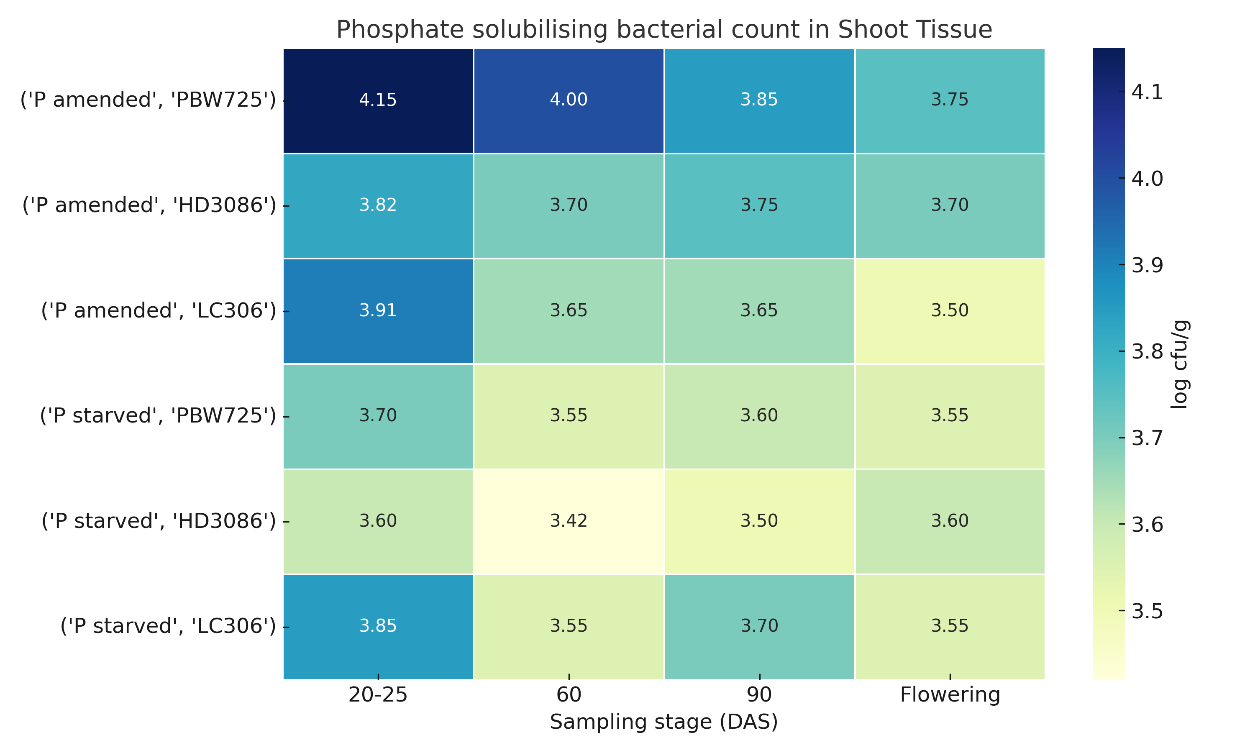 Phosphate solubilising bacterial count in Shoot Tissue
('P amended', 'PBW725') 4.15 4.00 3.85 3.75
('P amended', 'HD3086') 3.82 3.70 3.75 3.70
('P amended', 'LC306') 3.91 3.65 3.65 3.50
('P starved', 'PBW725') 3.70 3.55 3.60 3.55
('P starved', 'HD3086') 3.60 3.42 3.50 3.60
('P starved', 'LC306') 3.85 3.55 3.70 3.55
20-25 60 90 Flowering
Sampling stage (DAS)
4.1
4.0
3.9
3.8
3.7
3.6
3.5
log cfu/g